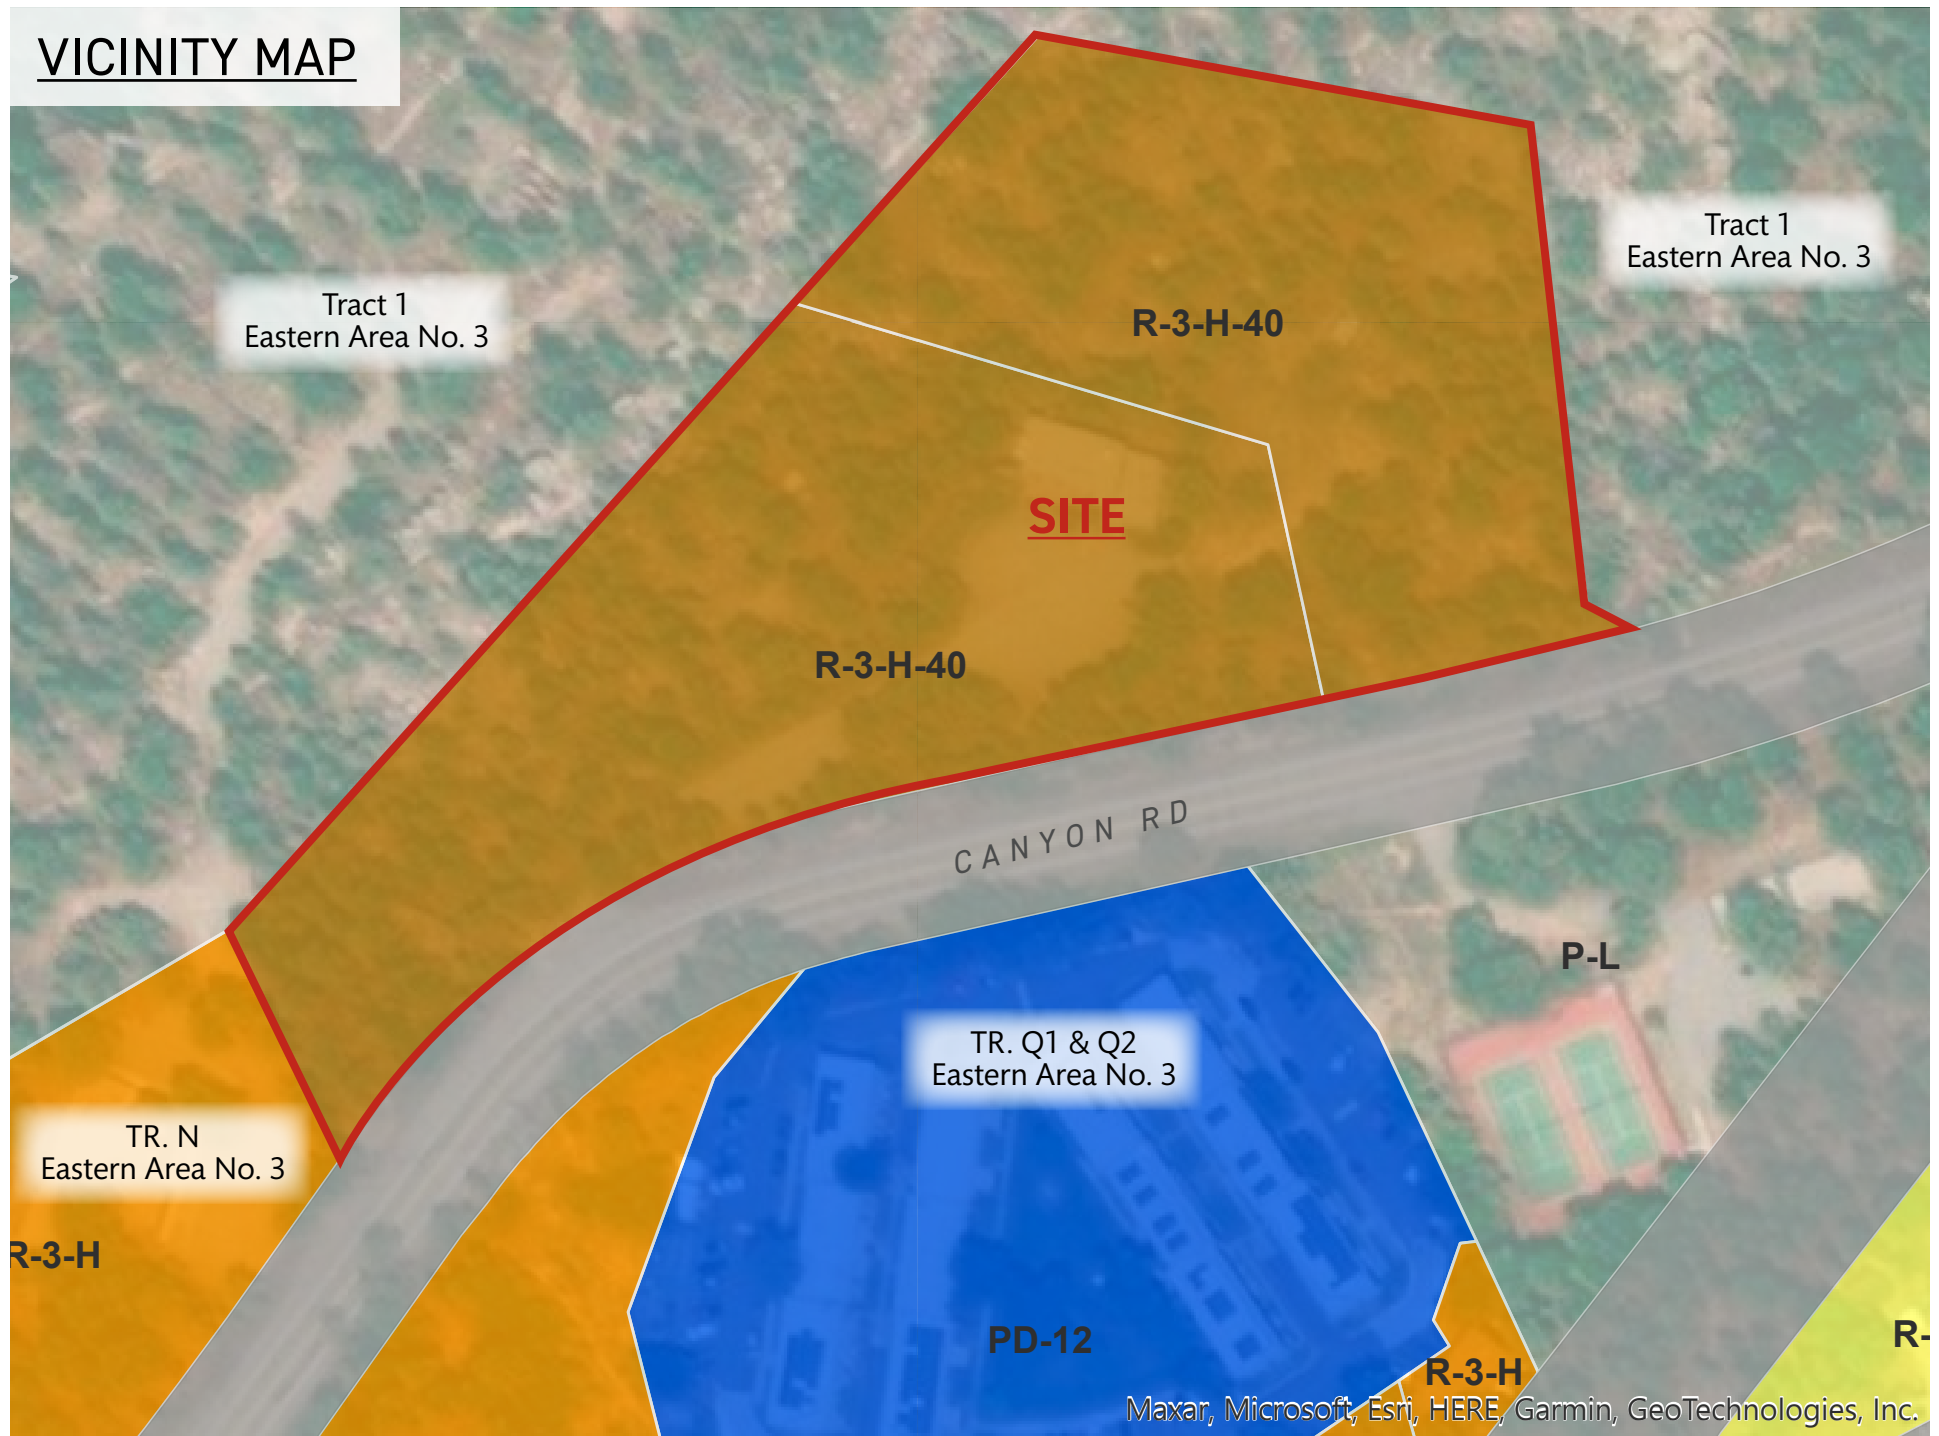 VICINITY MAP
Tract 1
Eastern Area No. 3
Tract 1
Eastern Area No. 3
R-3-H-40
SITE
R-3-H-40
CANYON RD
P-L
TR. Q1 & Q2
Eastern Area No. 3
TR. N
Eastern Area No. 3
R-3-H
PD-12
R-
R-3-H
Maxar, Microsoft, Esri, HERE, Garmin, GeoTechnologies, Inc.